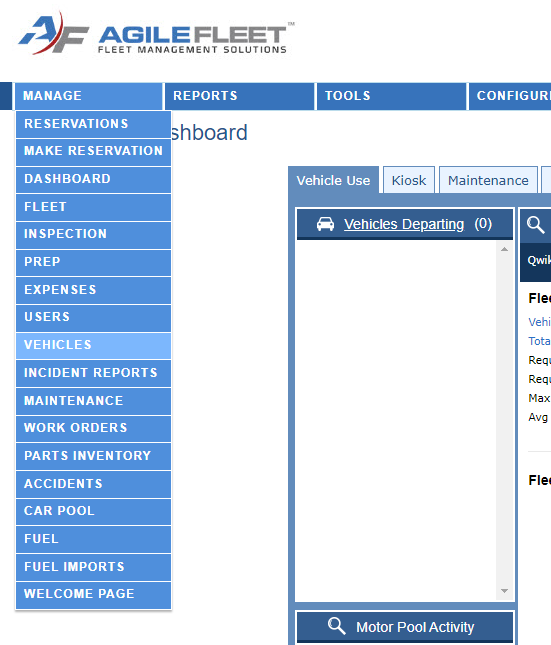 AF AGILEFLEET™
FLEET MANAGEMENT SOLUTIONS
MANAGE REPORTS TOOLS CONFIGUR
shboard
RESERVATIONS
MAKE RESERVATION
DASHBOARD
FLEET
INSPECTION
PREP
EXPENSES
USERS
VEHICLES
INCIDENT REPORTS
MAINTENANCE
WORK ORDERS
PARTS INVENTORY
ACCIDENTS
CAR POOL
FUEL
FUEL IMPORTS
WELCOME PAGE
Vehicle Use Kiosk Maintenance
Vehicles Departing (0)
Motor Pool Activity
Qwik
Flee
Vehi
Tota
Requ
Requ
Max
Avg
Flee